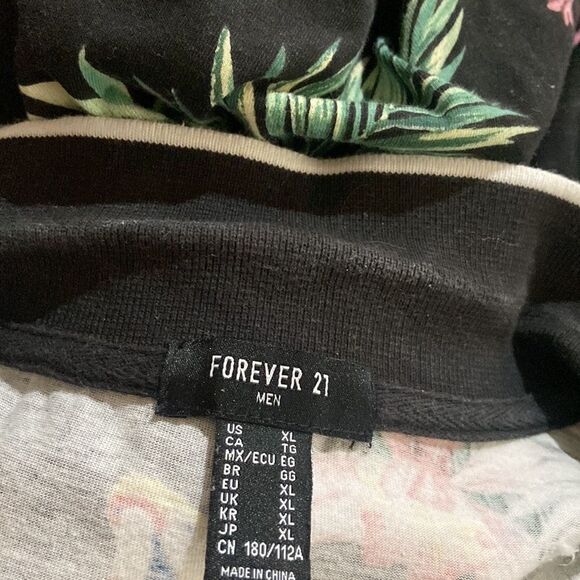 FOREVER 21
MEN
US XL
CA TG
MX/ECU EG
BR GG
EU XL
UK XL
KR XL
JP XL
CN 180/112A
MADE IN CHINA